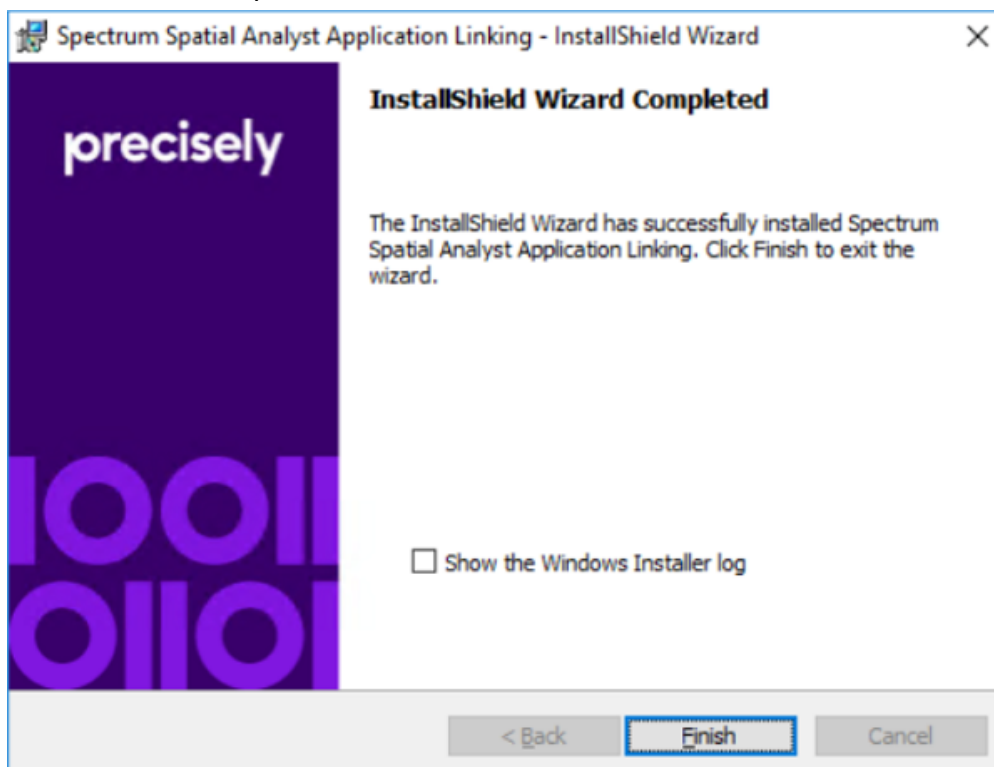 Spectrum Spatial Analyst Application Linking - InstallShield Wizard
precisely
InstallShield Wizard Completed
The InstallShield Wizard has successfully installed Spectrum
Spatial Analyst Application Linking. Click Finish to exit the
wizard.
Show the Windows Installer log
< Back
Finish
Cancel